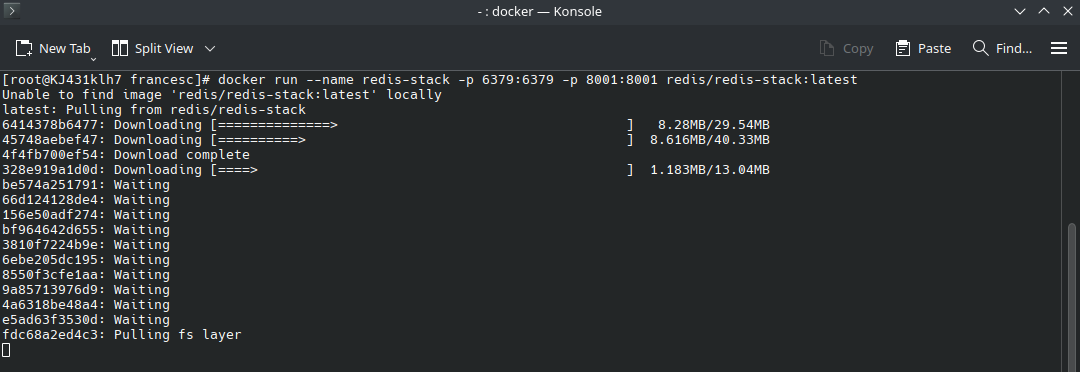 - : docker — Konsole
New Tab Split View Copy Paste Find...
[root@KJ431klh7 francesc]# docker run --name redis-stack -p 6379:6379 -p 8001:8001 redis/redis-stack:latest
Unable to find image 'redis/redis-stack:latest' locally
latest: Pulling from redis/redis-stack
6414378b6477: Downloading [==============>                                    ]   8.28MB/29.54MB
45748aebef47: Downloading [==========>                                        ]  8.616MB/40.33MB
4f4fb700ef54: Download complete
328e919a1d0d: Downloading [====>                                              ]  1.183MB/13.04MB
be574a251791: Waiting
66d124128de4: Waiting
156e50adf274: Waiting
bf964642d655: Waiting
3810f7224b9e: Waiting
6ebe205dc195: Waiting
8550f3cfe1aa: Waiting
9a85713976d9: Waiting
4a6318be48a4: Waiting
e5ad63f3530d: Waiting
fdc68a2ed4c3: Pulling fs layer